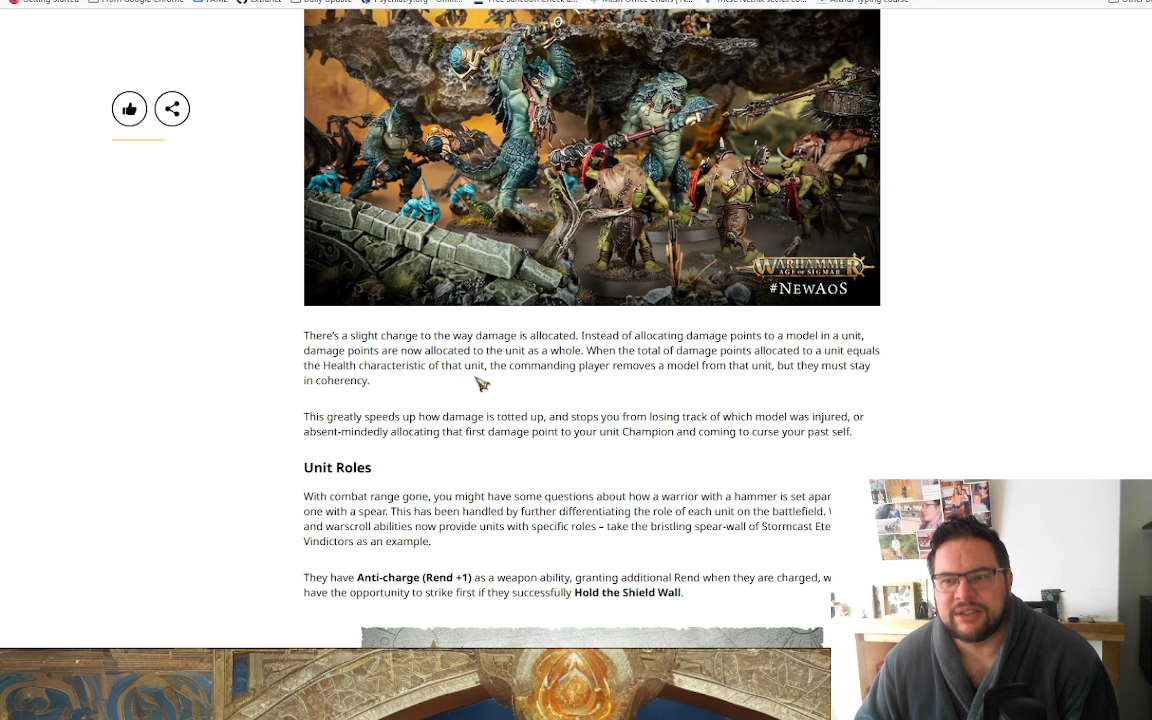 Getting Started
From Google Chrome
Extranet
Daily Update
WARHAMMER
AGE OF SIGMAR
#NEWAOS
There's a slight change to the way damage is allocated. Instead of allocating damage points to a model in a unit,
damage points are now allocated to the unit as a whole. When the total of damage points allocated to a unit equals
the Health characteristic of that unit, the commanding player removes a model from that unit, but they must stay
in coherency.
This greatly speeds up how damage is totted up, and stops you from losing track of which model was injured, or
absent-mindedly allocating that first damage point to your unit Champion and coming to curse your past self.
Unit Roles
With combat range gone, you might have some questions about how a warrior with a hammer is set apar
one with a spear. This has been handled by further differentiating the role of each unit on the battlefield.
and warscroll abilities now provide units with specific roles – take the bristling spear-wall of Stormcast Ete
Vindictors as an example.
They have Anti-charge (Rend +1) as a weapon ability, granting additional Rend when they are charged, w
have the opportunity to strike first if they successfully Hold the Shield Wall.